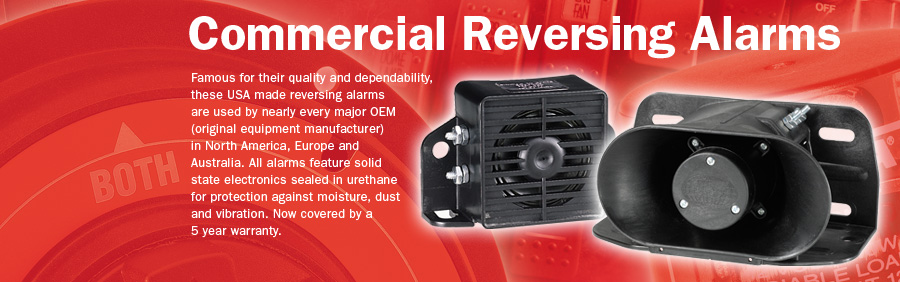 Commercial Reversing Alarms
Famous for their quality and dependability,
these USA made reversing alarms
are used by nearly every major OEM
(original equipment manufacturer)
in North America, Europe and
Australia. All alarms feature solid
state electronics sealed in urethane
for protection against moisture, dust
and vibration. Now covered by a
5 year warranty.
BOTH
OFF